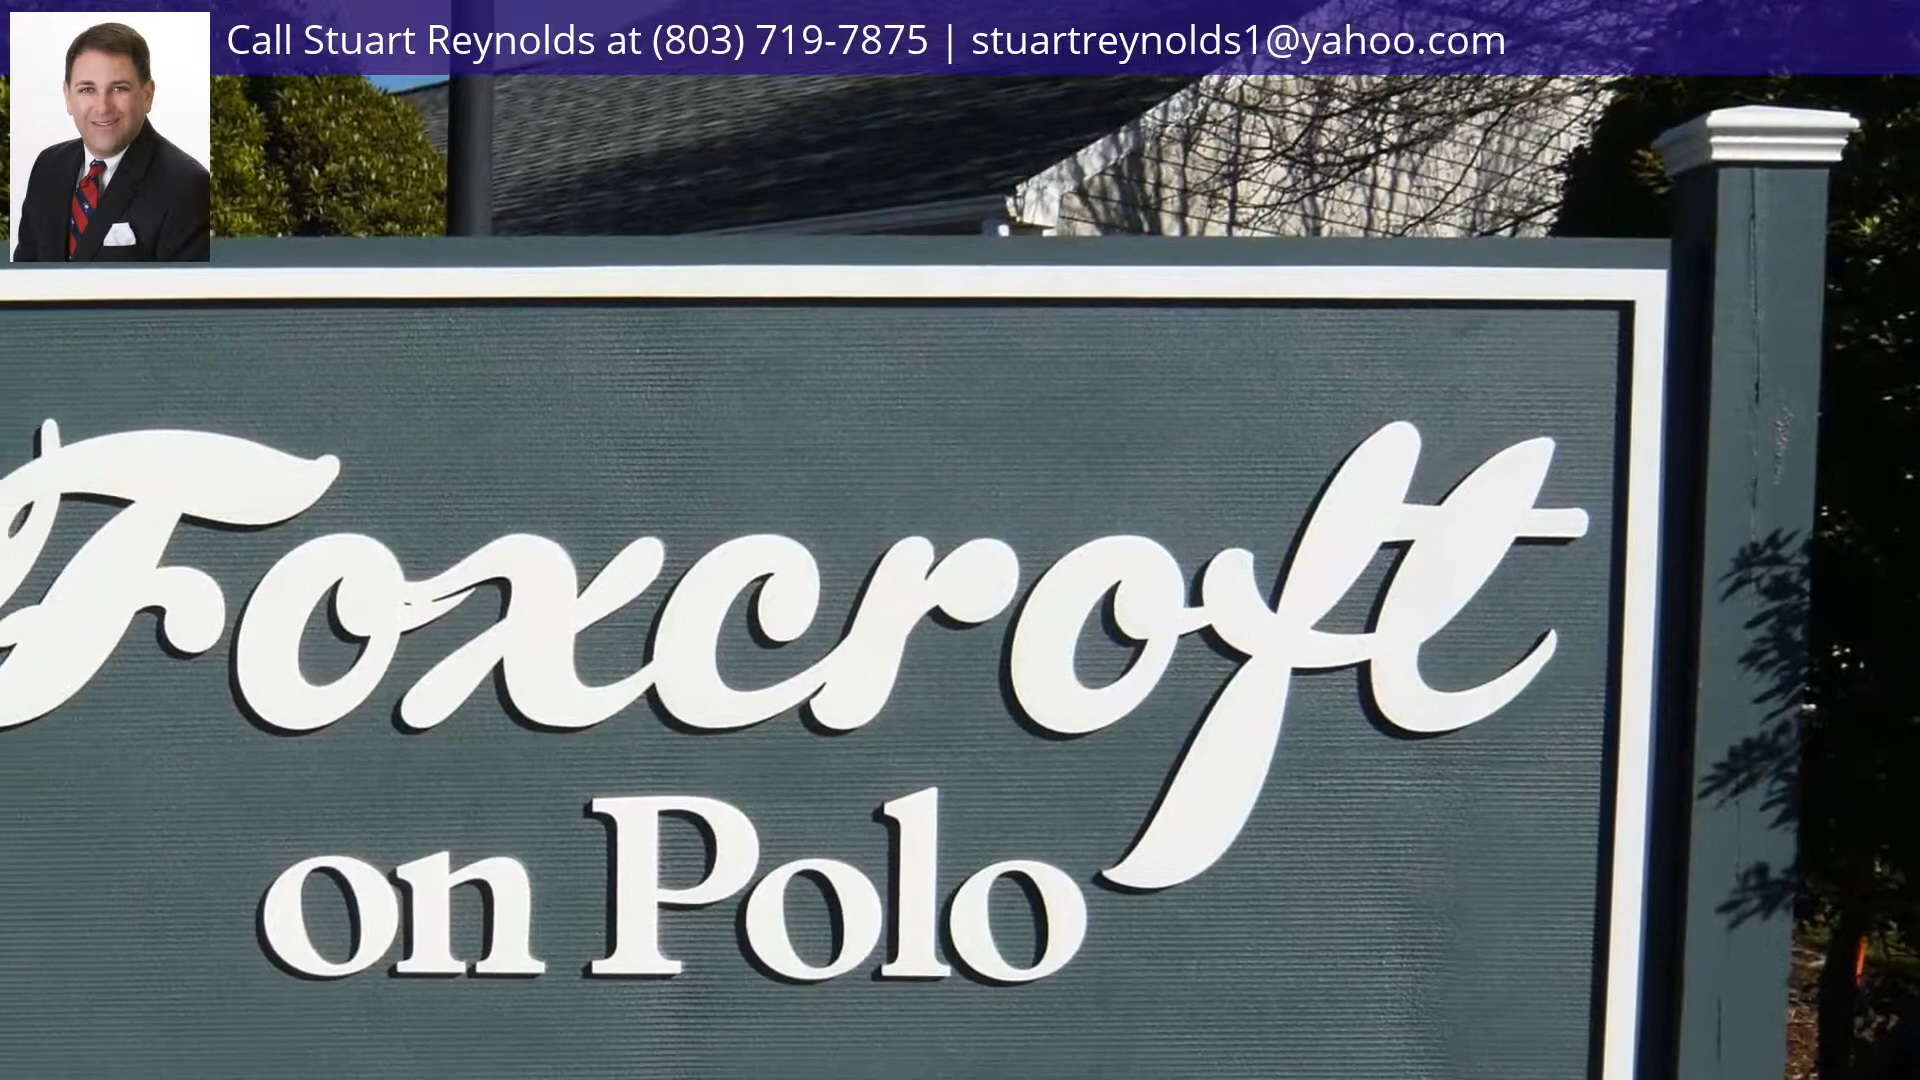 Call Stuart Reynolds at (803) 719-7875 | stuartreynolds1@yahoo.com
Foxcroft
on Polo